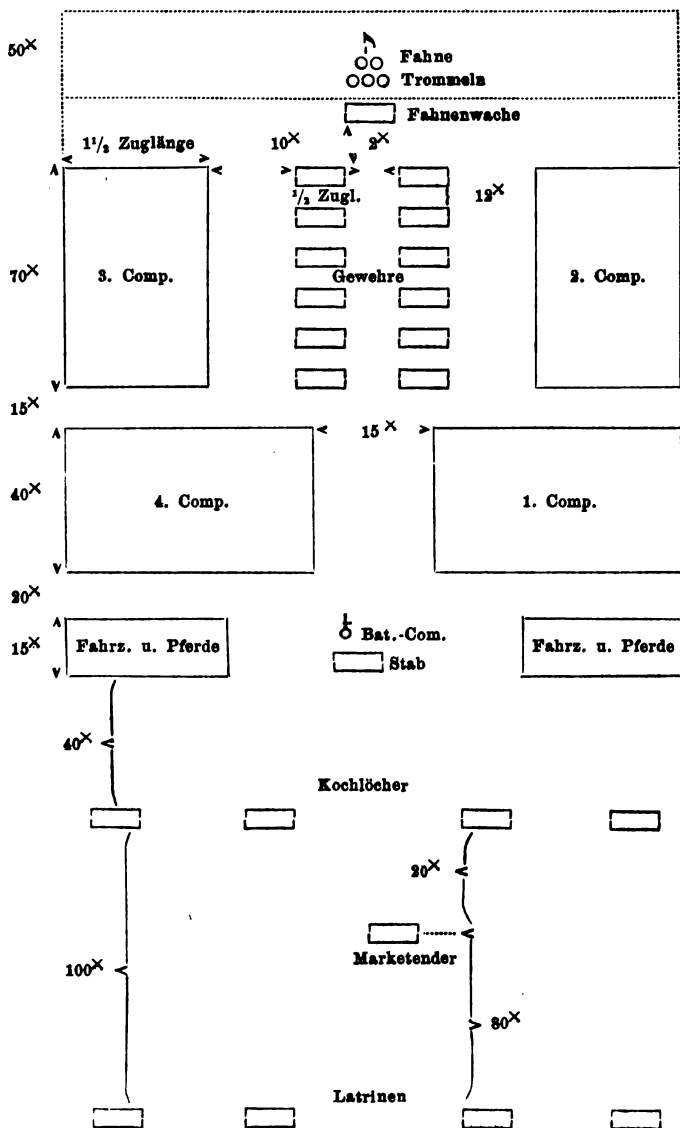 50×
Fahne
Trommeln
Fahnenwache
1½ Zuglänge
10×
2×
½ Zugl.
12×
70×
3. Comp.
Gewehre
2. Comp.
15×
15×
40×
4. Comp.
1. Comp.
20×
15×
Fahrz. u. Pferde
Bat.-Com.
Stab
Fahrz. u. Pferde
40×
Kochlöcher
20×
Marketender
100×
80×
Latrinen